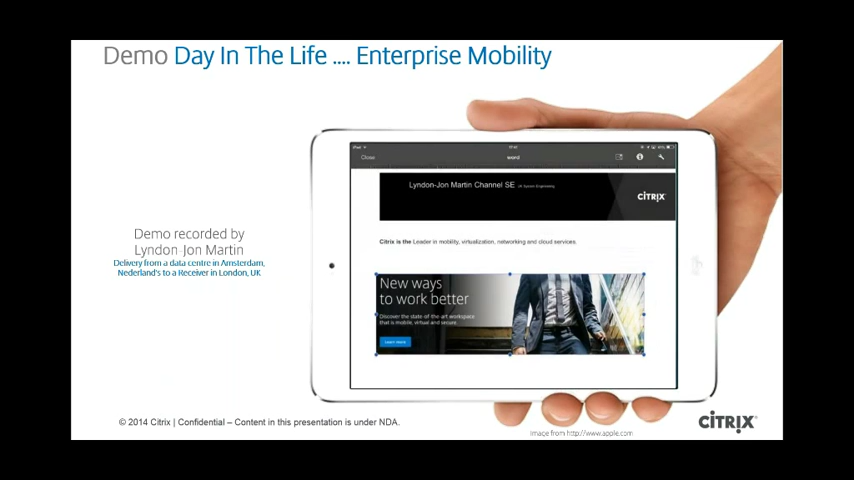 Demo Day In The Life .... Enterprise Mobility
Close
word
Lyndon-Jon Martin Channel SE UK System Engineering
CITRIX
Citrix is the Leader in mobility, virtualization, networking and cloud services.
New ways
to work better
Discover the state-of-the-art workspace
that is mobile, virtual and secure.
Learn more
Demo recorded by
Lyndon-Jon Martin
Delivery from a data centre in Amsterdam,
Nederland's to a Receiver in London, UK
© 2014 Citrix | Confidential – Content in this presentation is under NDA.
CITRIX
Image from http://www.apple.com